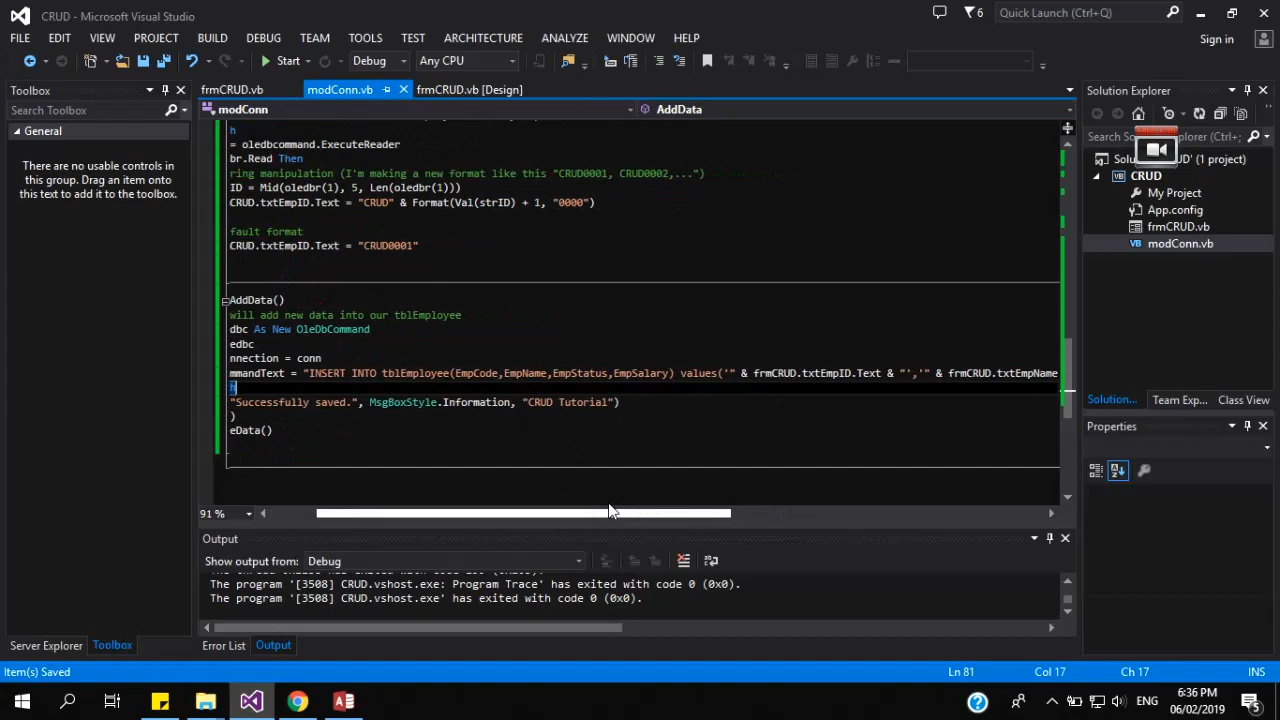 CRUD - Microsoft Visual Studio
6
Quick Launch (Ctrl+Q)
FILE EDIT VIEW PROJECT BUILD DEBUG TEAM TOOLS TEST ARCHITECTURE ANALYZE WINDOW HELP
Sign in
Start Debug Any CPU
Toolbox
Search Toolbox
General
There are no usable controls in
this group. Drag an item onto
this text to add it to the toolbox.
frmCRUD.vb modConn.vb frmCRUD.vb [Design]
modConn AddData
h
= oledbcommand.ExecuteReader
br.Read Then
ring manipulation (I'm making a new format like this "CRUD0001, CRUD0002,...")
ID = Mid(oledbr(1), 5, Len(oledbr(1)))
CRUD.txtEmpID.Text = "CRUD" & Format(Val(strID) + 1, "0000")
fault format
CRUD.txtEmpID.Text = "CRUD0001"
AddData()
will add new data into our tblEmployee
dbc As New OleDbCommand
edbc
nnection = conn
mmandText = "INSERT INTO tblEmployee(EmpCode,EmpName,EmpStatus,EmpSalary) values('" & frmCRUD.txtEmpID.Text & "','" & frmCRUD.txtEmpName
h
"Successfully saved.", MsgBoxStyle.Information, "CRUD Tutorial")
)
eData()
91 %
Output
Show output from: Debug
The program '[3508] CRUD.vshost.exe: Program Trace' has exited with code 0 (0x0).
The program '[3508] CRUD.vshost.exe' has exited with code 0 (0x0).
Server Explorer Toolbox
Error List Output
Solution Explorer
Search So
(Ctrl+;
Solu
UD' (1 project)
CRUD
My Project
App.config
frmCRUD.vb
modConn.vb
Solution... Team Exp... Class View
Properties
Item(s) Saved
Ln 81 Col 17 Ch 17 INS
ENG
6:36 PM
06/02/2019
5